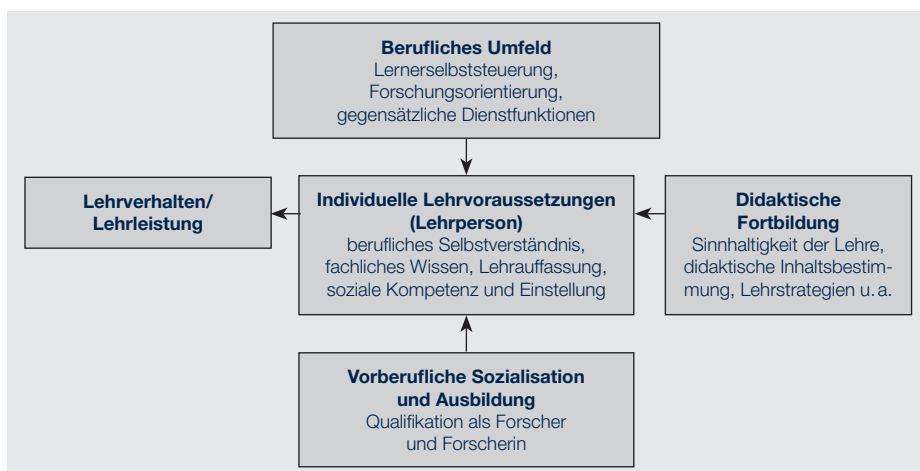 Berufliches Umfeld
Lernerselbststeuerung,
Forschungsorientierung,
gegensätzliche Dienstfunktionen
Lehrverhalten/
Lehrleistung
Individuelle Lehrvoraussetzungen
(Lehrperson)
berufliches Selbstverständnis,
fachliches Wissen, Lehrauffassung,
soziale Kompetenz und Einstellung
Didaktische
Fortbildung
Sinnhaltigkeit der Lehre,
didaktische Inhaltsbestim-
mung, Lehrstrategien u. a.
Vorberufliche Sozialisation
und Ausbildung
Qualifikation als Forscher
und Forscherin